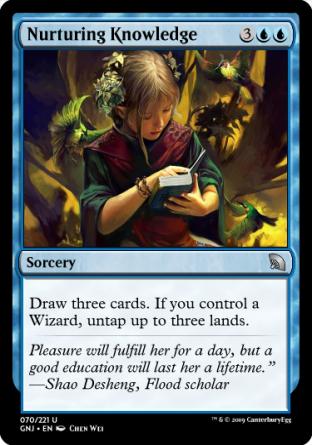 Nurturing Knowledge 3
Sorcery
Draw three cards. If you control a
Wizard, untap up to three lands.
Pleasure will fulfill her for a day, but a
good education will last her a lifetime.”
—Shao Desheng, Flood scholar
070/221 U
GNJ • EN Chen Wei
™ & © 2019 CanterburyEgg